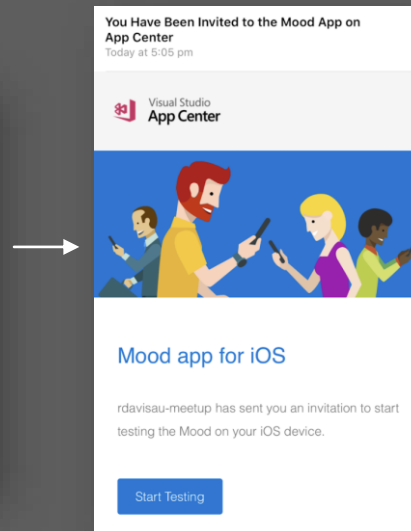 You Have Been Invited to the Mood App on
App Center
Today at 5:05 pm
Visual Studio
App Center
Mood app for iOS
rdavisau-meetup has sent you an invitation to start
testing the Mood on your iOS device.
Start Testing